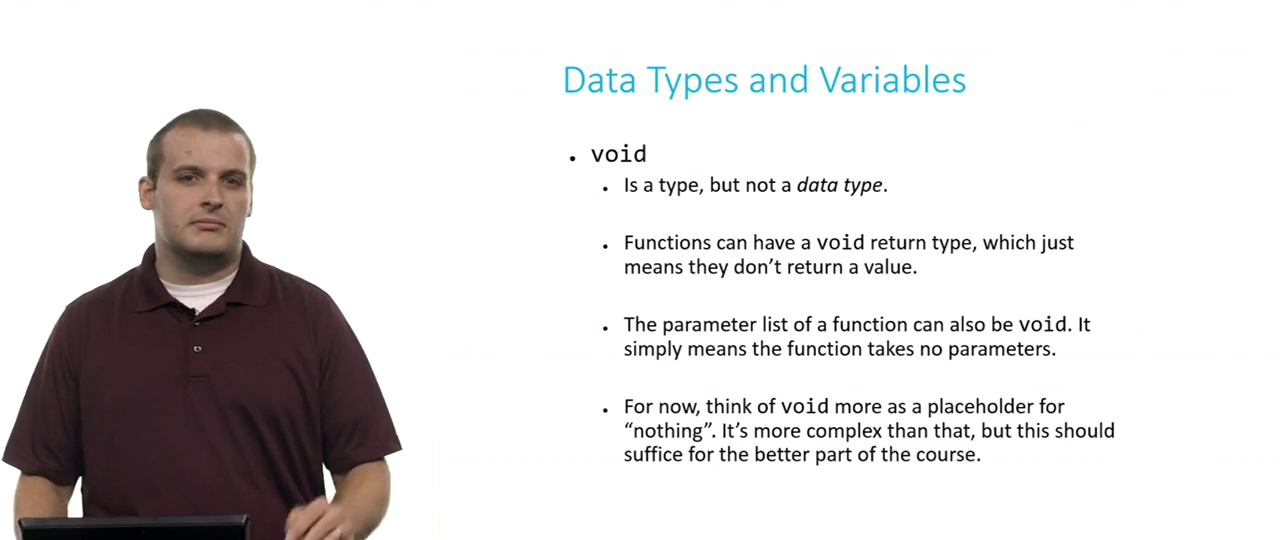 Data Types and Variables
• void
• Is a type, but not a data type.
• Functions can have a void return type, which just
means they don’t return a value.
• The parameter list of a function can also be void. It
simply means the function takes no parameters.
• For now, think of void more as a placeholder for
“nothing”. It’s more complex than that, but this should
suffice for the better part of the course.